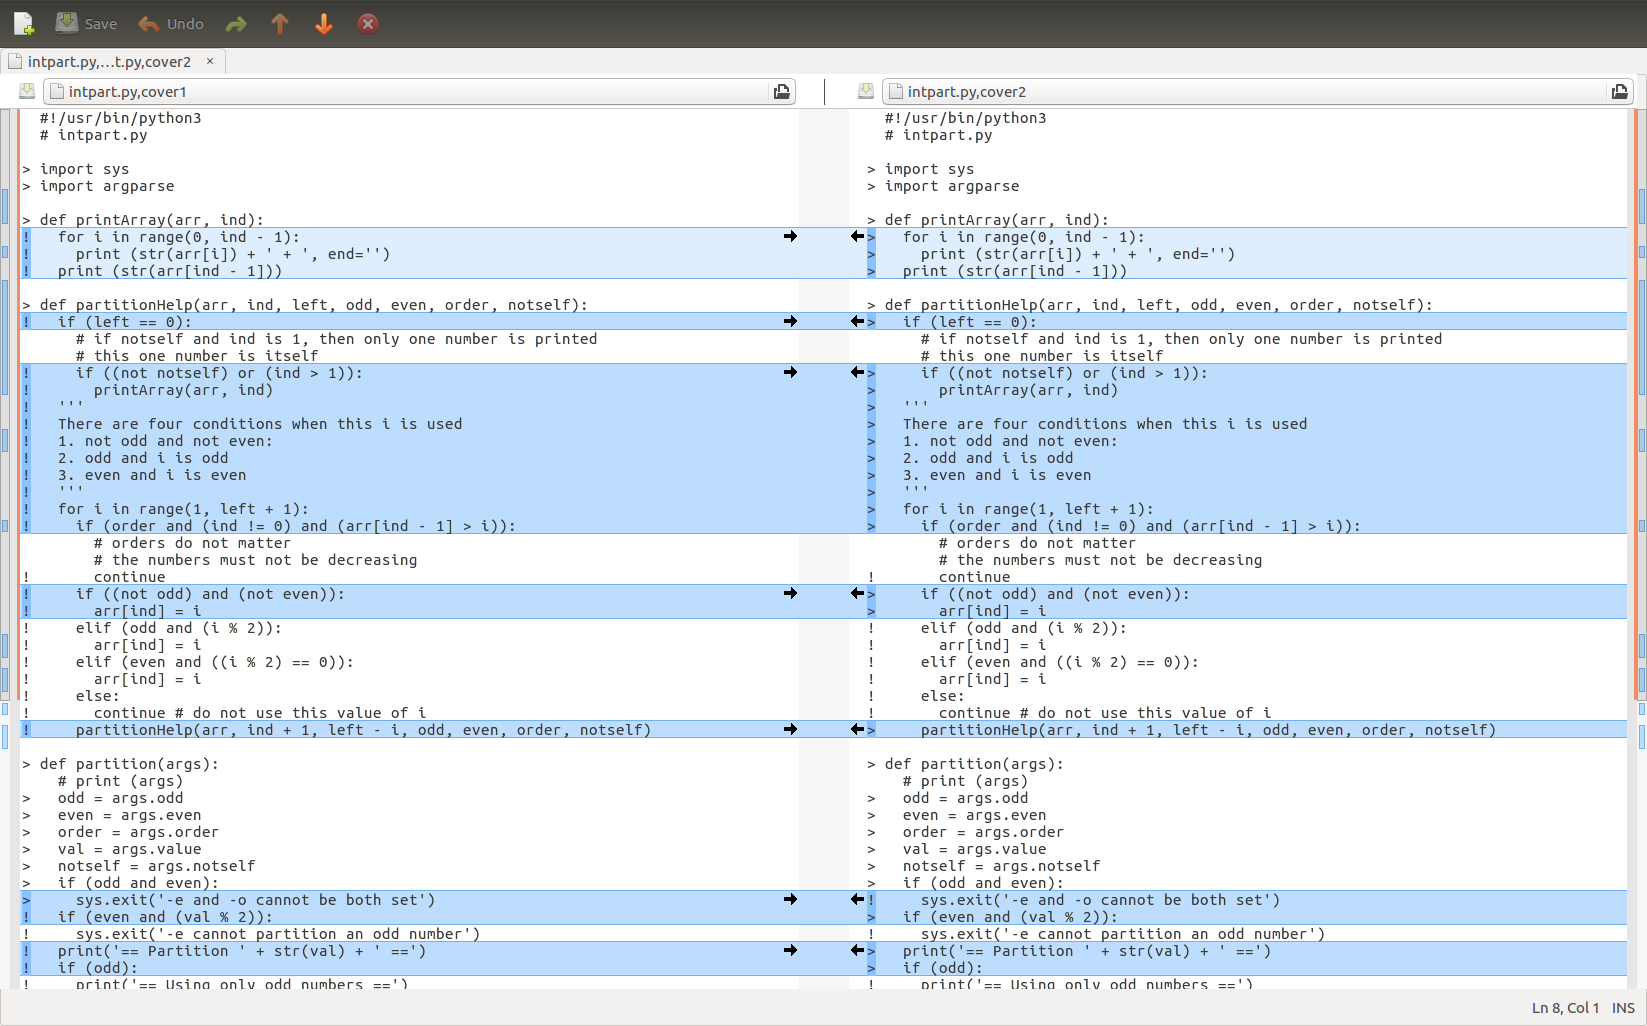 Save Undo
intpart.py,...t.py,cover2 ×
intpart.py,cover1
#!/usr/bin/python3
# intpart.py
> import sys
> import argparse
> def printArray(arr, ind):
!   for i in range(0, ind - 1):
!     print (str(arr[i]) + ' + ', end='')
!   print (str(arr[ind - 1]))
> def partitionHelp(arr, ind, left, odd, even, order, notself):
!   if (left == 0):
      # if notself and ind is 1, then only one number is printed
      # this one number is itself
!     if ((not notself) or (ind > 1)):
!       printArray(arr, ind)
!   '''
!   There are four conditions when this i is used
!   1. not odd and not even:
!   2. odd and i is odd
!   3. even and i is even
!   '''
!   for i in range(1, left + 1):
!     if (order and (ind != 0) and (arr[ind - 1] > i)):
        # orders do not matter
        # the numbers must not be decreasing
!       continue
!     if ((not odd) and (not even)):
!       arr[ind] = i
!     elif (odd and (i % 2)):
!       arr[ind] = i
!     elif (even and ((i % 2) == 0)):
!       arr[ind] = i
!     else:
!       continue # do not use this value of i
!     partitionHelp(arr, ind + 1, left - i, odd, even, order, notself)
> def partition(args):
    # print (args)
>   odd = args.odd
>   even = args.even
>   order = args.order
>   val = args.value
>   notself = args.notself
>   if (odd and even):
>     sys.exit('-e and -o cannot be both set')
!   if (even and (val % 2)):
!     sys.exit('-e cannot partition an odd number')
!   print('== Partition ' + str(val) + ' ==')
!   if (odd):
!     print('== Using only odd numbers ==')
intpart.py,cover2
#!/usr/bin/python3
# intpart.py
> import sys
> import argparse
> def printArray(arr, ind):
>   for i in range(0, ind - 1):
>     print (str(arr[i]) + ' + ', end='')
>   print (str(arr[ind - 1]))
> def partitionHelp(arr, ind, left, odd, even, order, notself):
>   if (left == 0):
      # if notself and ind is 1, then only one number is printed
      # this one number is itself
>     if ((not notself) or (ind > 1)):
>       printArray(arr, ind)
>   '''
>   There are four conditions when this i is used
>   1. not odd and not even:
>   2. odd and i is odd
>   3. even and i is even
>   '''
>   for i in range(1, left + 1):
>     if (order and (ind != 0) and (arr[ind - 1] > i)):
        # orders do not matter
        # the numbers must not be decreasing
!       continue
>     if ((not odd) and (not even)):
>       arr[ind] = i
!     elif (odd and (i % 2)):
!       arr[ind] = i
!     elif (even and ((i % 2) == 0)):
!       arr[ind] = i
!     else:
!       continue # do not use this value of i
>     partitionHelp(arr, ind + 1, left - i, odd, even, order, notself)
> def partition(args):
    # print (args)
>   odd = args.odd
>   even = args.even
>   order = args.order
>   val = args.value
>   notself = args.notself
>   if (odd and even):
!     sys.exit('-e and -o cannot be both set')
>   if (even and (val % 2)):
!     sys.exit('-e cannot partition an odd number')
>   print('== Partition ' + str(val) + ' ==')
>   if (odd):
!     print('== Using only odd numbers ==')
Ln 8, Col 1 INS